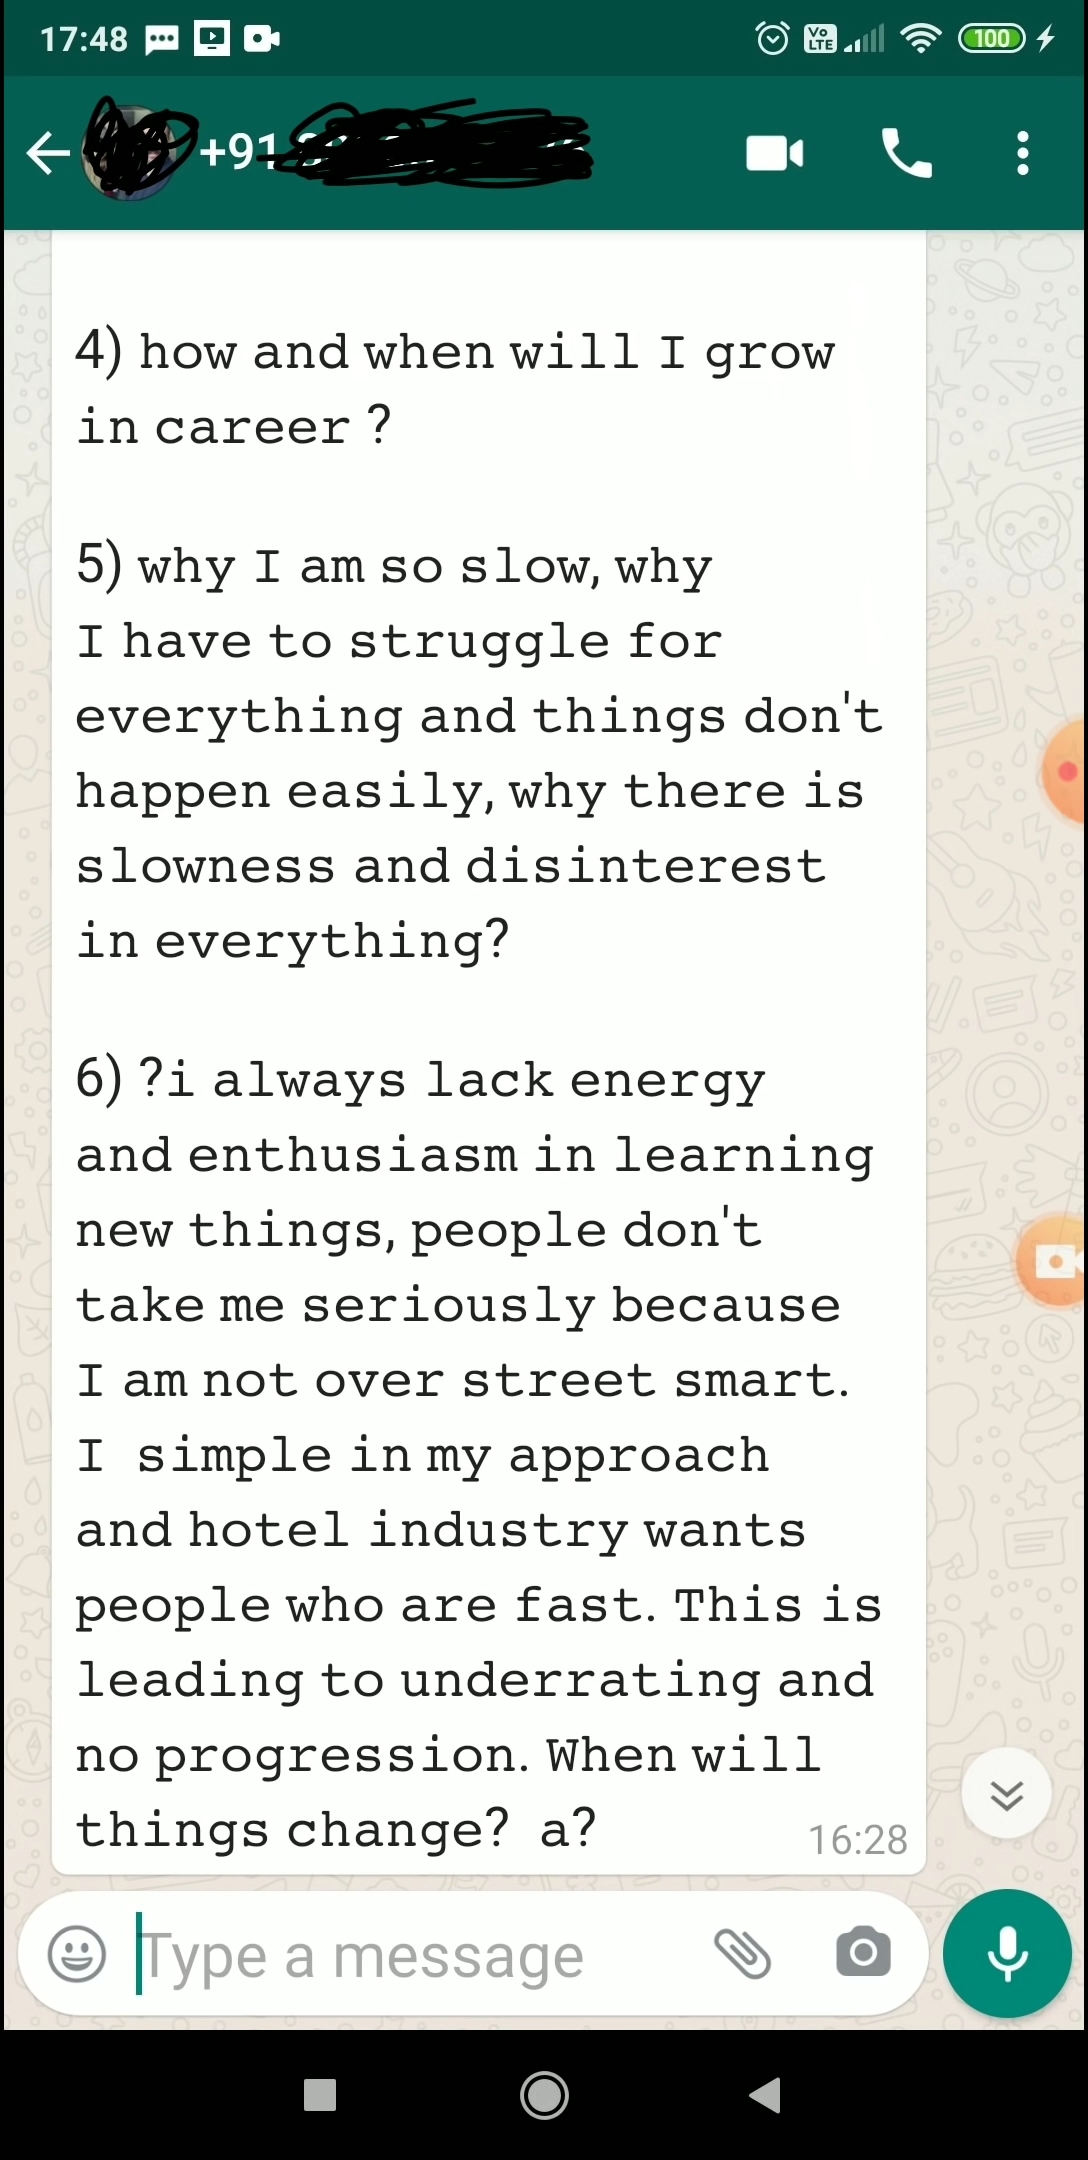 17:48
Vo LTE
100
+91
4) how and when will I grow
in career ?
5) why I am so slow, why
I have to struggle for
everything and things don't
happen easily, why there is
slowness and disinterest
in everything?
6) ?i always lack energy
and enthusiasm in learning
new things, people don't
take me seriously because
I am not over street smart.
I  simple in my approach
and hotel industry wants
people who are fast. This is
leading to underrating and
no progression. When will
things change?  a?
16:28
Type a message